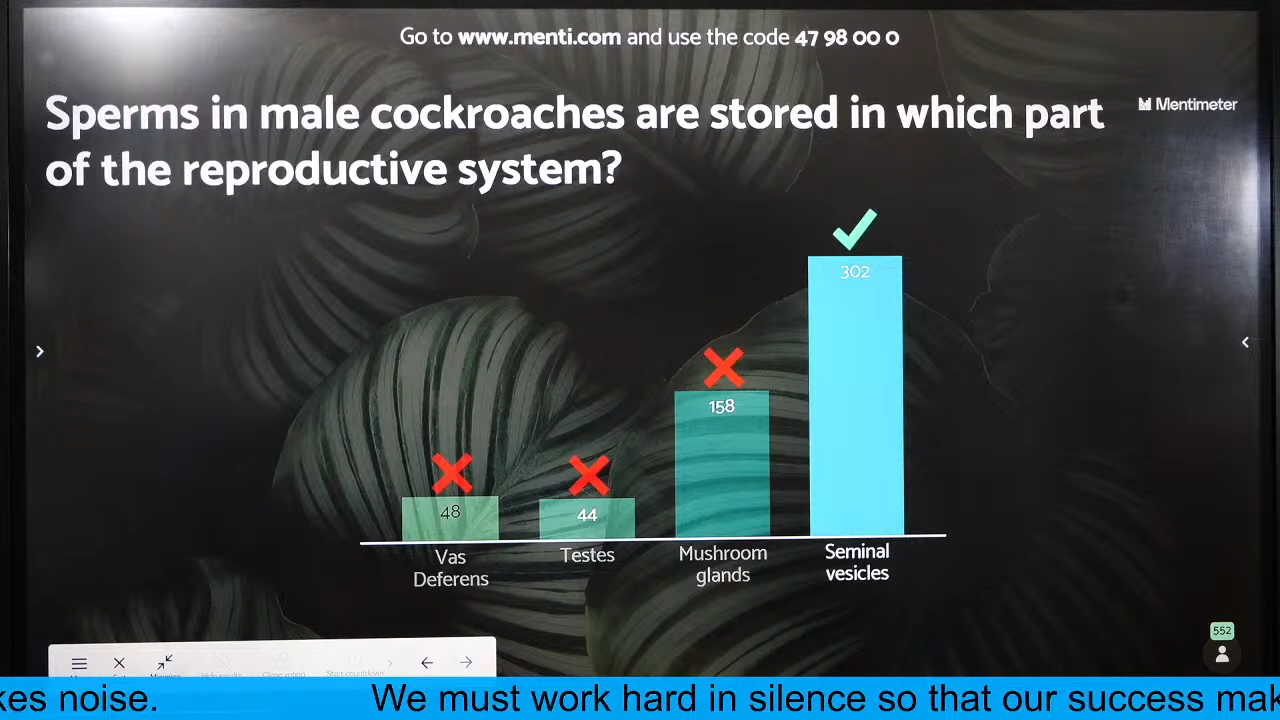 Go to www.menti.com and use the code 47 98 00 0
Sperms in male cockroaches are stored in which part
of the reproductive system?
Mentimeter
302
158
48
44
Vas
Deferens
Testes
Mushroom
glands
Seminal
vesicles
552
Start countdown
kes noise. We must work hard in silence so that our success mak